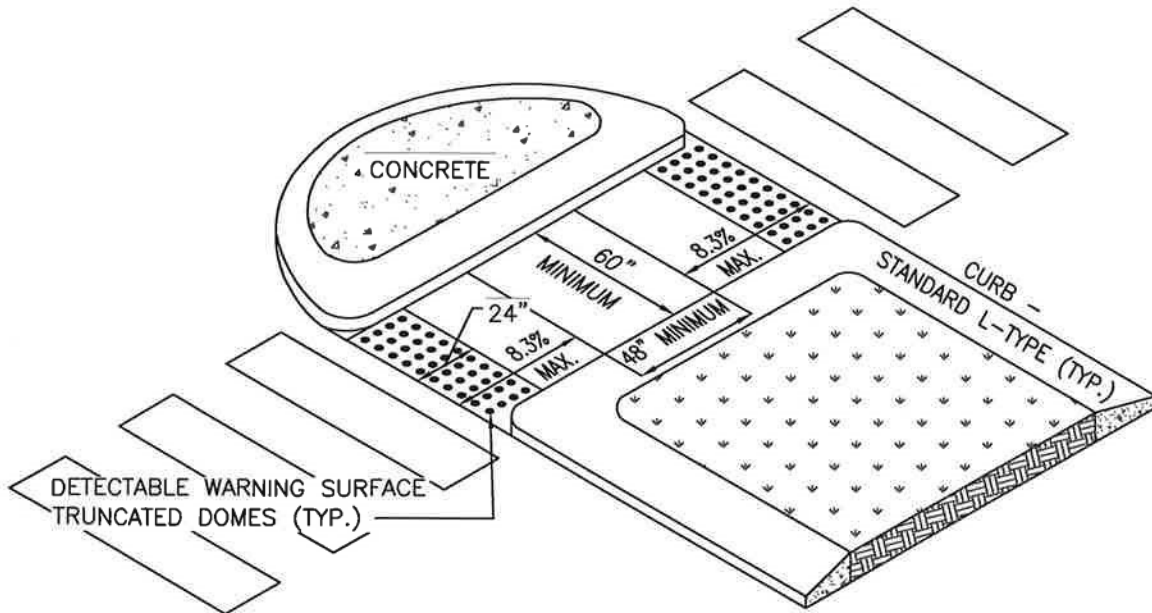 CONCRETE
8.3%
MAX.
60"
MINIMUM
CURB –
STANDARD L-TYPE (TYP.)
24"
8.3%
MAX.
48" MINIMUM
DETECTABLE WARNING SURFACE
TRUNCATED DOMES (TYP.)